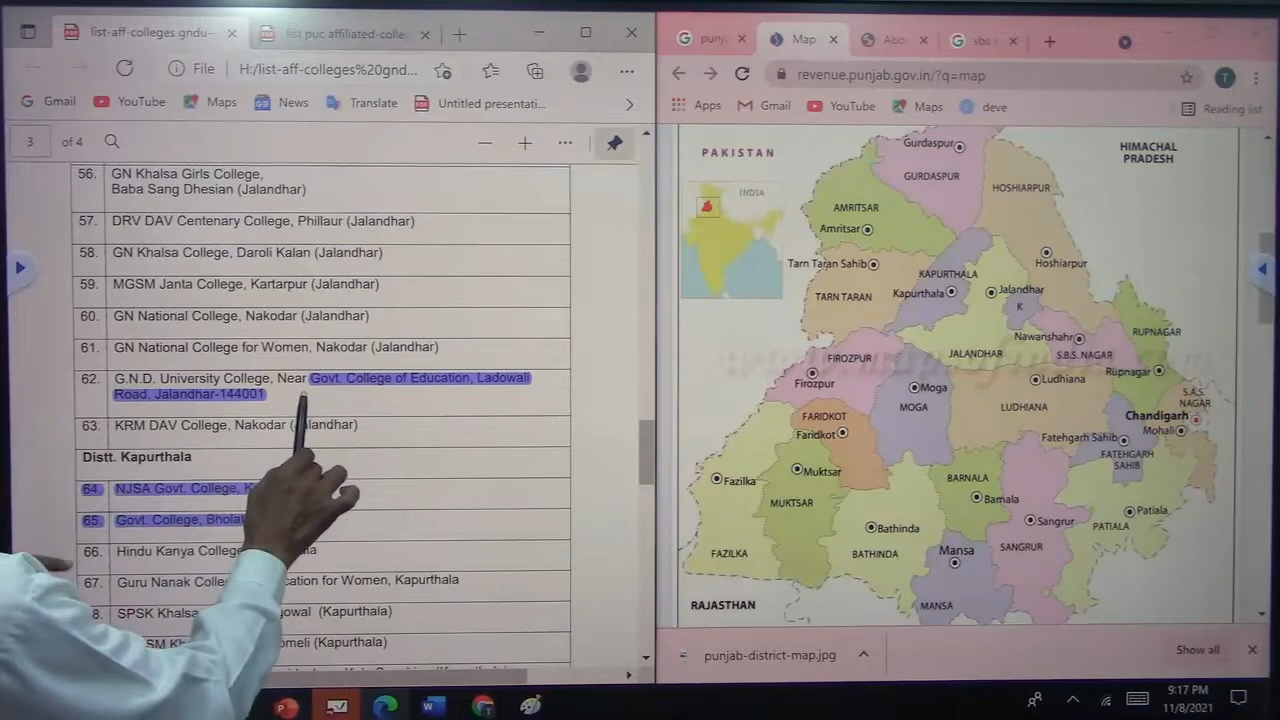 list-aff-colleges gndu--
list puc affiliated-colle
File
H:/list-aff-colleges%20gnd...
Gmail
YouTube
Maps
News
Translate
Untitled presentati...
3
of 4
56.
GN Khalsa Girls College,
Baba Sang Dhesian (Jalandhar)
57.
DRV DAV Centenary College, Phillaur (Jalandhar)
58.
GN Khalsa College, Daroli Kalan (Jalandhar)
59.
MGSM Janta College, Kartarpur (Jalandhar)
60.
GN National College, Nakodar (Jalandhar)
61.
GN National College for Women, Nakodar (Jalandhar)
62.
G.N.D. University College, Near Govt. College of Education, Ladowali
Road, Jalandhar-144001
63.
KRM DAV College, Nakodar
Distt. Kapurthala
64.
NJSA Govt. College,
65.
Govt. College,
66.
Hindu Kanya College
67.
Guru Nanak for Women, Kapurthala
SPSK Khalsa (Kapurthala)
(Kapurthala)
punj
Map
Abo
sbs
revenue.punjab.gov.in/?q=map
T
Apps
Gmail
YouTube
Maps
deve
Reading list
PAKISTAN
HIMACHAL
PRADESH
INDIA
Gurdaspur
GURDASPUR
HOSHIARPUR
AMRITSAR
Amritsar
Hoshiarpur
Tarn Taran Sahib
KAPURTHALA
TARN TARAN
Kapurthala
Jalandhar
K
Nawanshahr
RUPNAGAR
FIROZPUR
JALANDHAR
S.B.S. NAGAR
Rupnagar
Firozpur
Moga
Ludhiana
S.A.S.
NAGAR
MOGA
LUDHIANA
FARIDKOT
Faridkot
Chandigarh
Mohali
Fatehgarh Sahib
FATEHGARH
SAHIB
Fazilka
Muktsar
BARNALA
Barnala
MUKTSAR
Patiala
Bathinda
Sangrur
PATIALA
FAZILKA
BATHINDA
Mansa
SANGRUR
RAJASTHAN
MANSA
punjab-district-map.jpg
Show all
9:17 PM
11/8/2021